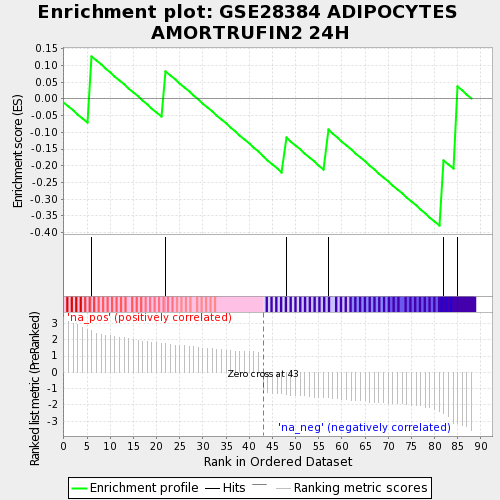 Enrichment plot: GSE28384 ADIPOCYTES
AMORTRUFIN2 24H
Enrichment score (ES)
0.15
0.10
0.05
0.00
-0.05
-0.10
-0.15
-0.20
-0.25
-0.30
-0.35
-0.40
Ranked list metric (PreRanked)
3
2
1
0
-1
-2
-3
'na_pos' (positively correlated)
Zero cross at 43
'na_neg' (negatively correlated)
0 5 10 15 20 25 30 35 40 45 50 55 60 65 70 75 80 85 90
Rank in Ordered Dataset
Enrichment profile Hits Ranking metric scores